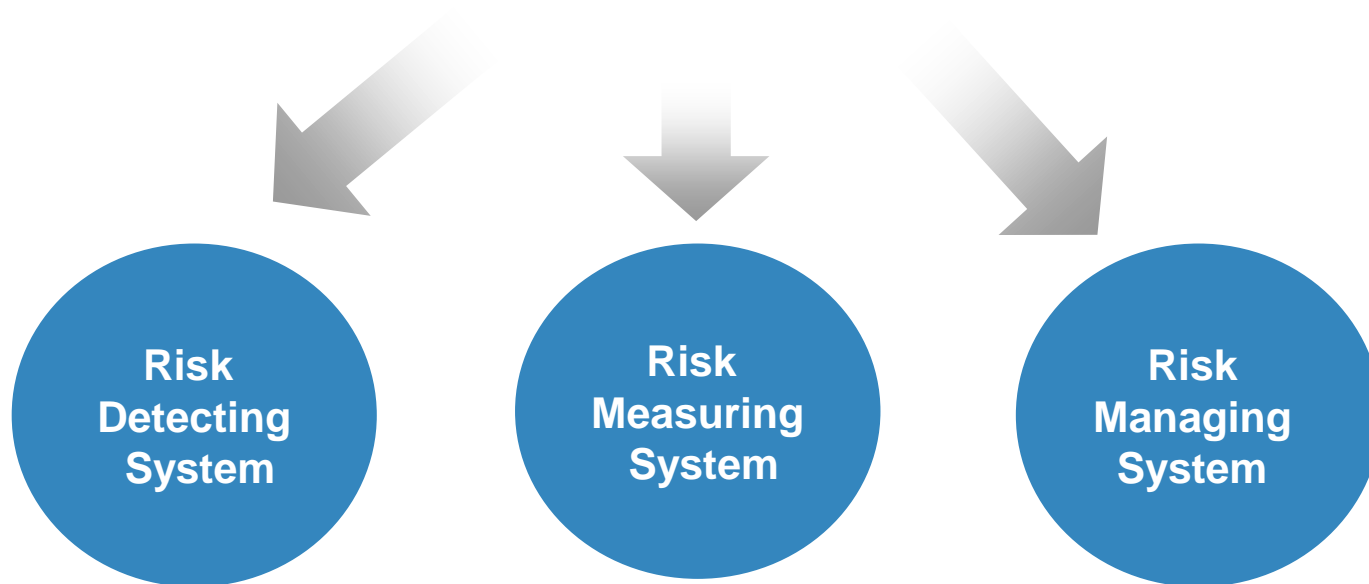 Risk
Detecting
System
Risk
Measuring
System
Risk
Managing
System